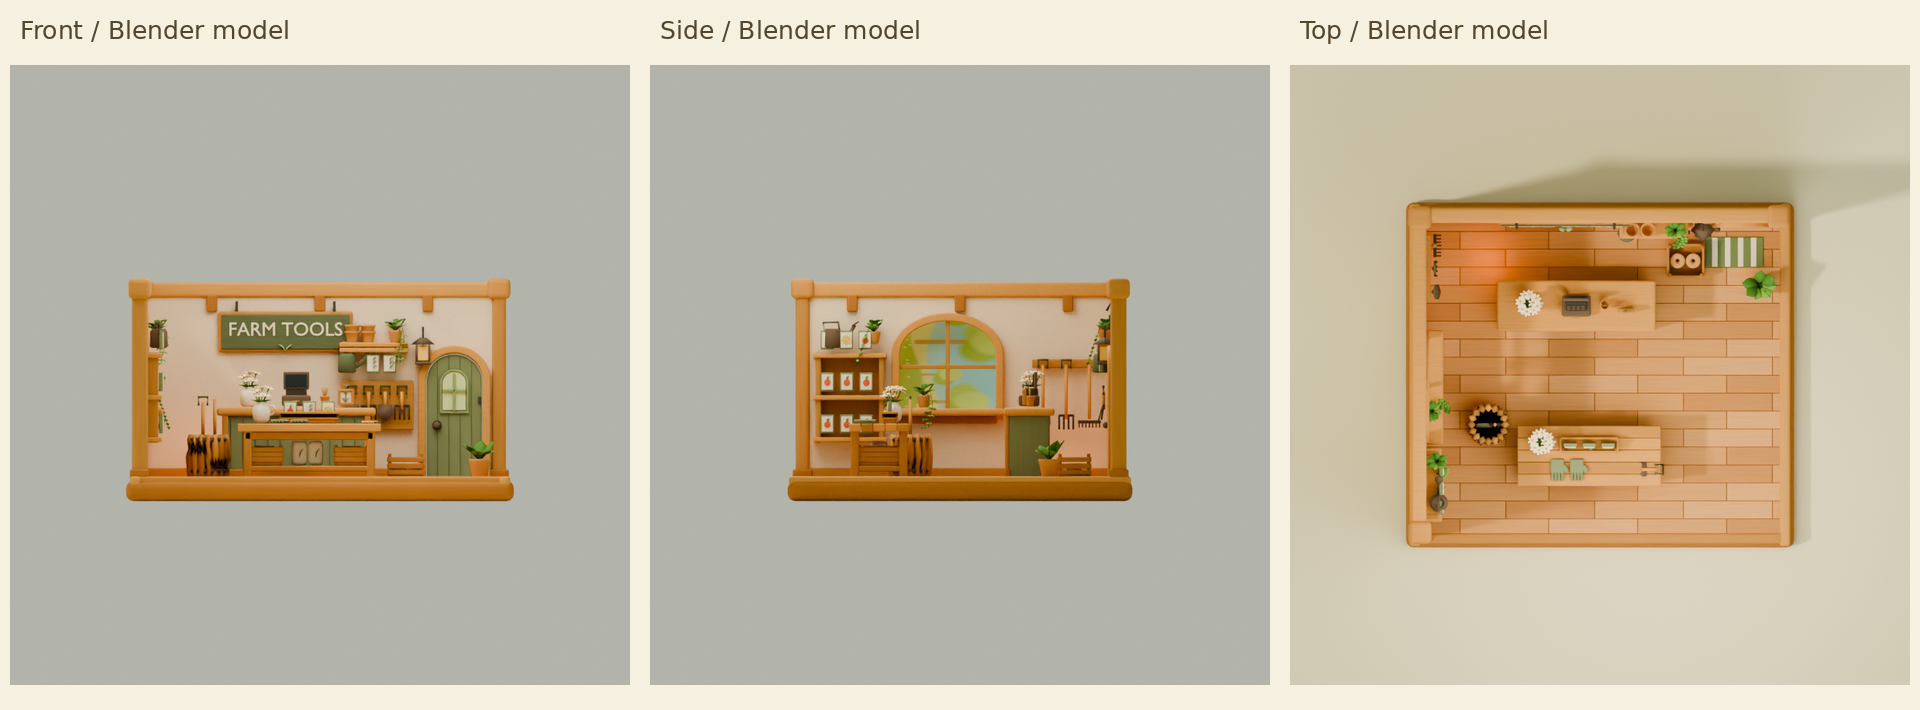 Front / Blender model
Side / Blender model
Top / Blender model
FARM TOOLS